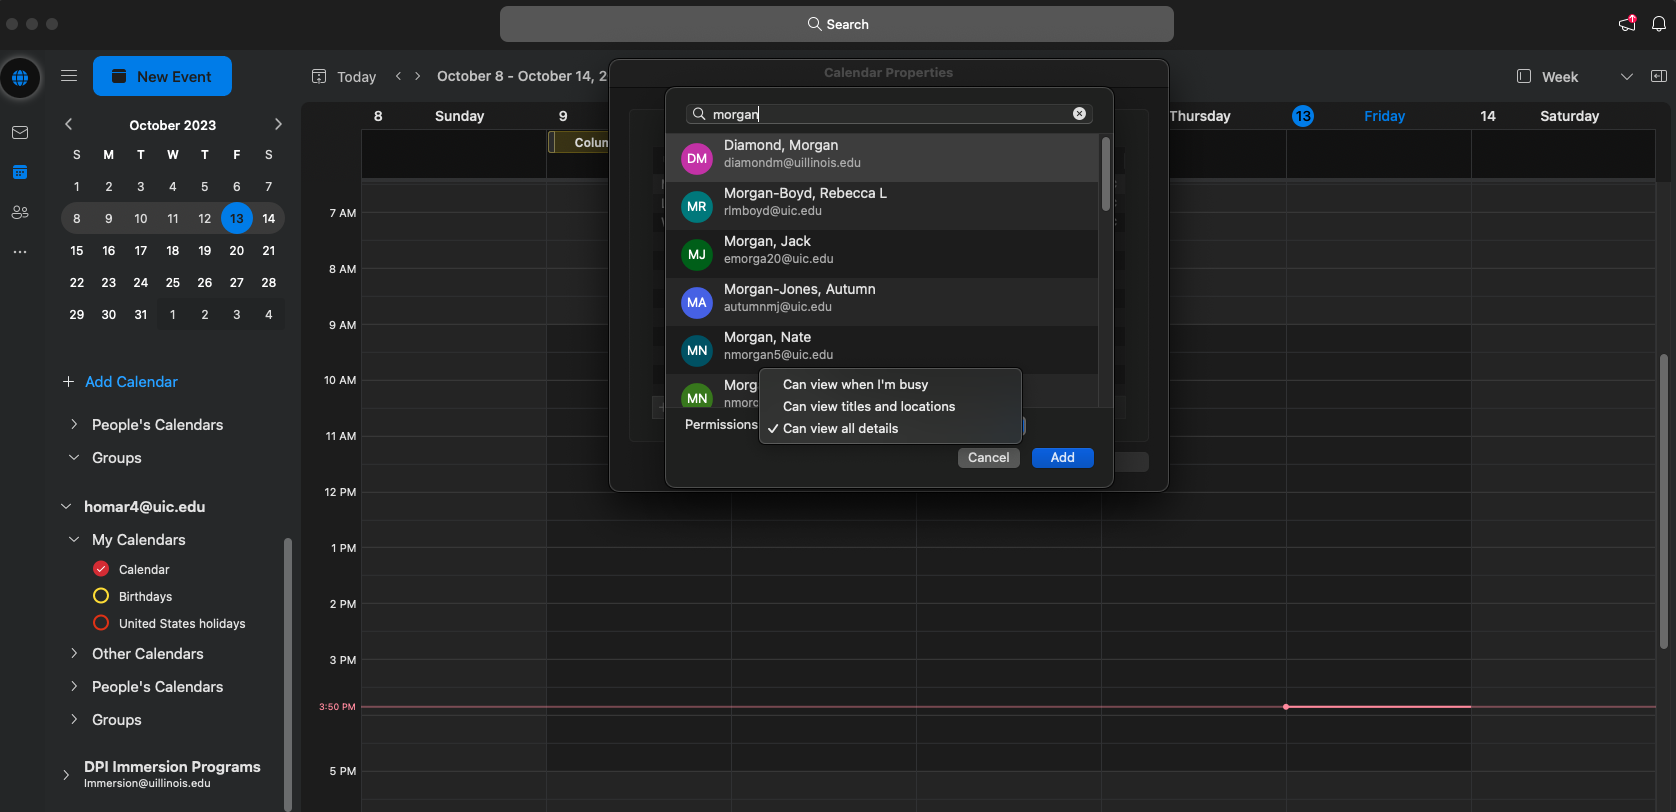 Search
New Event
Today
October 8 - October 14, 2
Week
Calendar Properties
October 2023
S M T W T F S
1 2 3 4 5 6 7
8 9 10 11 12 13 14
15 16 17 18 19 20 21
22 23 24 25 26 27 28
29 30 31 1 2 3 4
Add Calendar
People's Calendars
Groups
homar4@uic.edu
My Calendars
Calendar
Birthdays
United States holidays
Other Calendars
People's Calendars
Groups
DPI Immersion Programs
Immersion@uillinois.edu
8 Sunday 9 Thursday 13 Friday 14 Saturday
Colun
7 AM
8 AM
9 AM
10 AM
11 AM
12 PM
1 PM
2 PM
3 PM
3:50 PM
5 PM
morgan
DM Diamond, Morgan
diamondm@uillinois.edu
MR Morgan-Boyd, Rebecca L
rlmboyd@uic.edu
MJ Morgan, Jack
emorga20@uic.edu
MA Morgan-Jones, Autumn
autumnmj@uic.edu
MN Morgan, Nate
nmorgan5@uic.edu
MN Morg
nmorc
Can view when I'm busy
Can view titles and locations
Permissions
Can view all details
Cancel Add